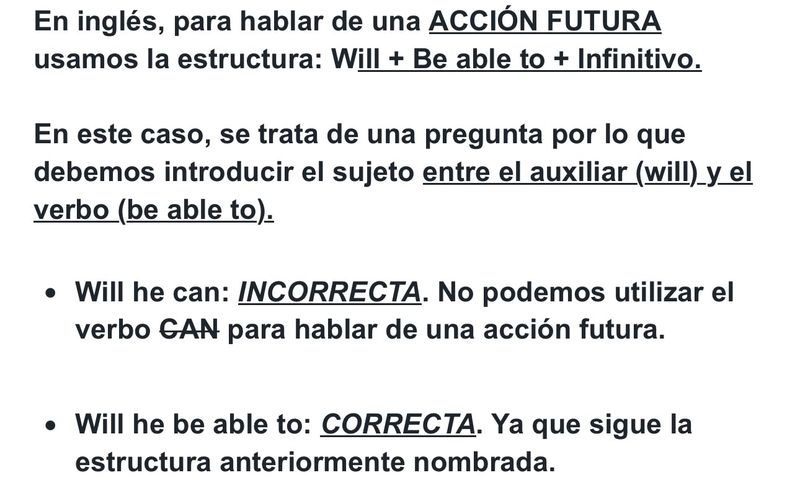 En inglés, para hablar de una ACCIÓN FUTURA
usamos la estructura: Will + Be able to + Infinitivo.
En este caso, se trata de una pregunta por lo que
debemos introducir el sujeto entre el auxiliar (will) y el
verbo (be able to).
• Will he can: INCORRECTA. No podemos utilizar el
verbo CAN para hablar de una acción futura.
• Will he be able to: CORRECTA. Ya que sigue la
estructura anteriormente nombrada.